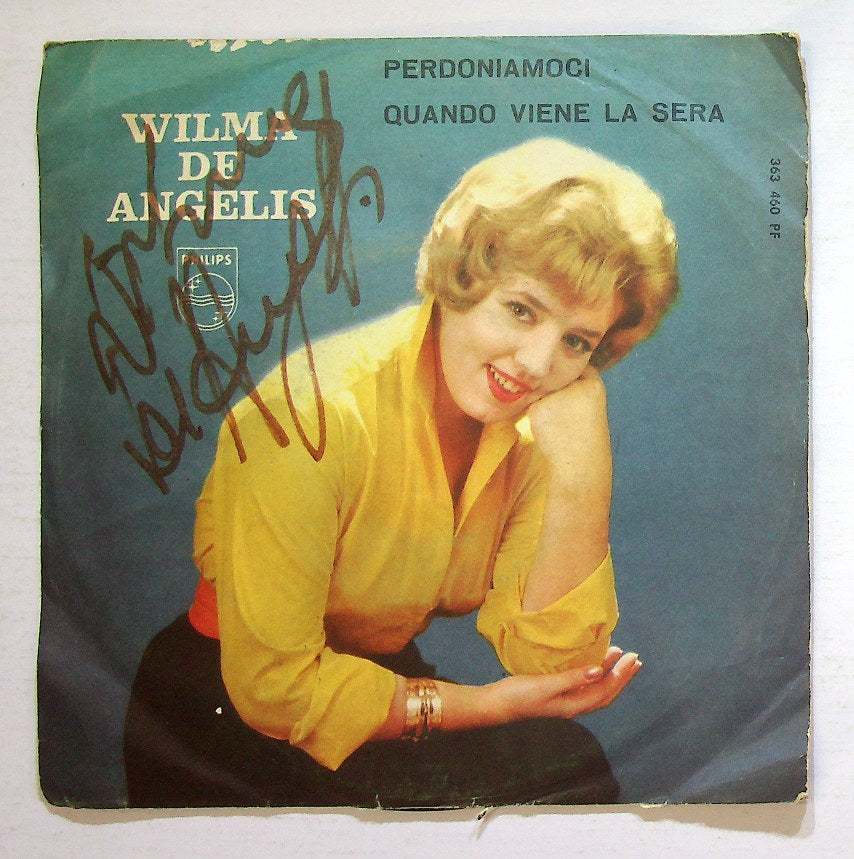 PERDONIAMOCI
QUANDO VIENE LA SERA
WILMA
DE
ANGELIS
PHILIPS
363 460 PF